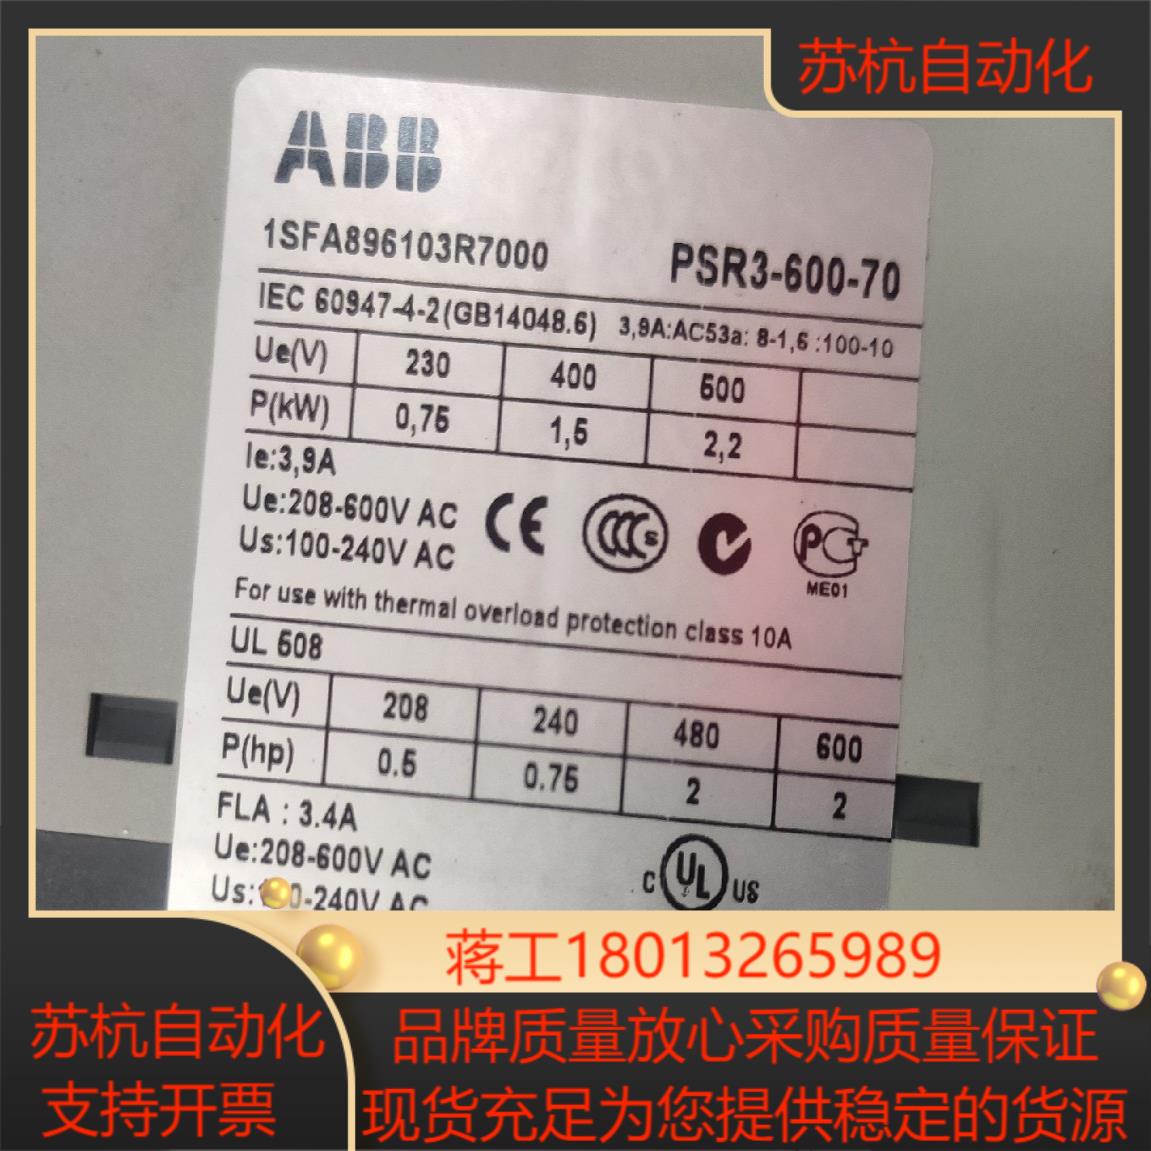 苏杭自动化
ABB
1SFA896103R7000 PSR3-600-70
IEC 60947-4-2(GB14048.6) 3,9A:AC53a: 8-1,6 :100-10
Ue(V) 230 400 500
P(kW) 0,75 1,5 2,2
Ie:3,9A
Ue:208-600V AC
Us:100-240V AC
CE CCC S PCT
ME01
For use with thermal overload protection class 10A
UL 508
Ue(V) 208 240 480 600
P(hp) 0.5 0.75 2 2
FLA : 3.4A
Ue:208-600V AC
C UL US
-240V AC
蒋工18013265989
苏杭自动化
支持开票
品牌质量放心采购质量保证
现货充足为您提供稳定的货源